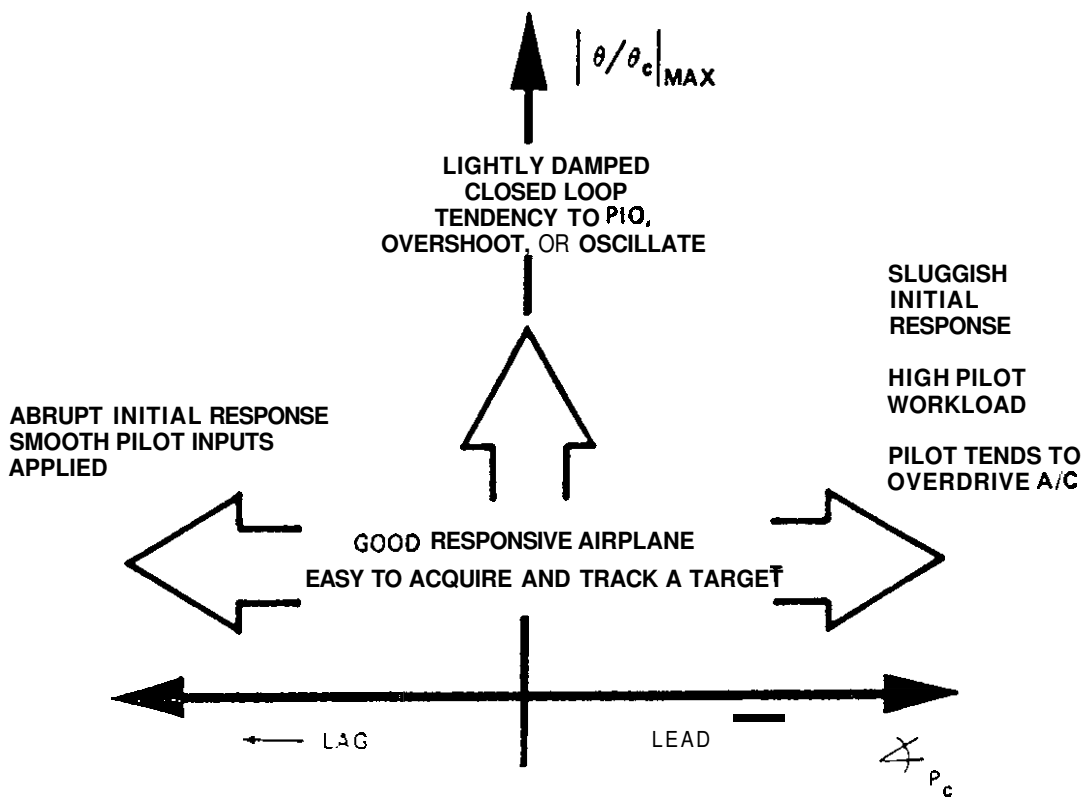 |θ/θc|MAX
LIGHTLY DAMPED
CLOSED LOOP
TENDENCY TO PIO,
OVERSHOOT, OR OSCILLATE
SLUGGISH
INITIAL
RESPONSE
HIGH PILOT
WORKLOAD
PILOT TENDS TO
OVERDRIVE A/C
ABRUPT INITIAL RESPONSE
SMOOTH PILOT INPUTS
APPLIED
GOOD RESPONSIVE AIRPLANE
EASY TO ACQUIRE AND TRACK A TARGET
LAG
LEAD
∡Pc